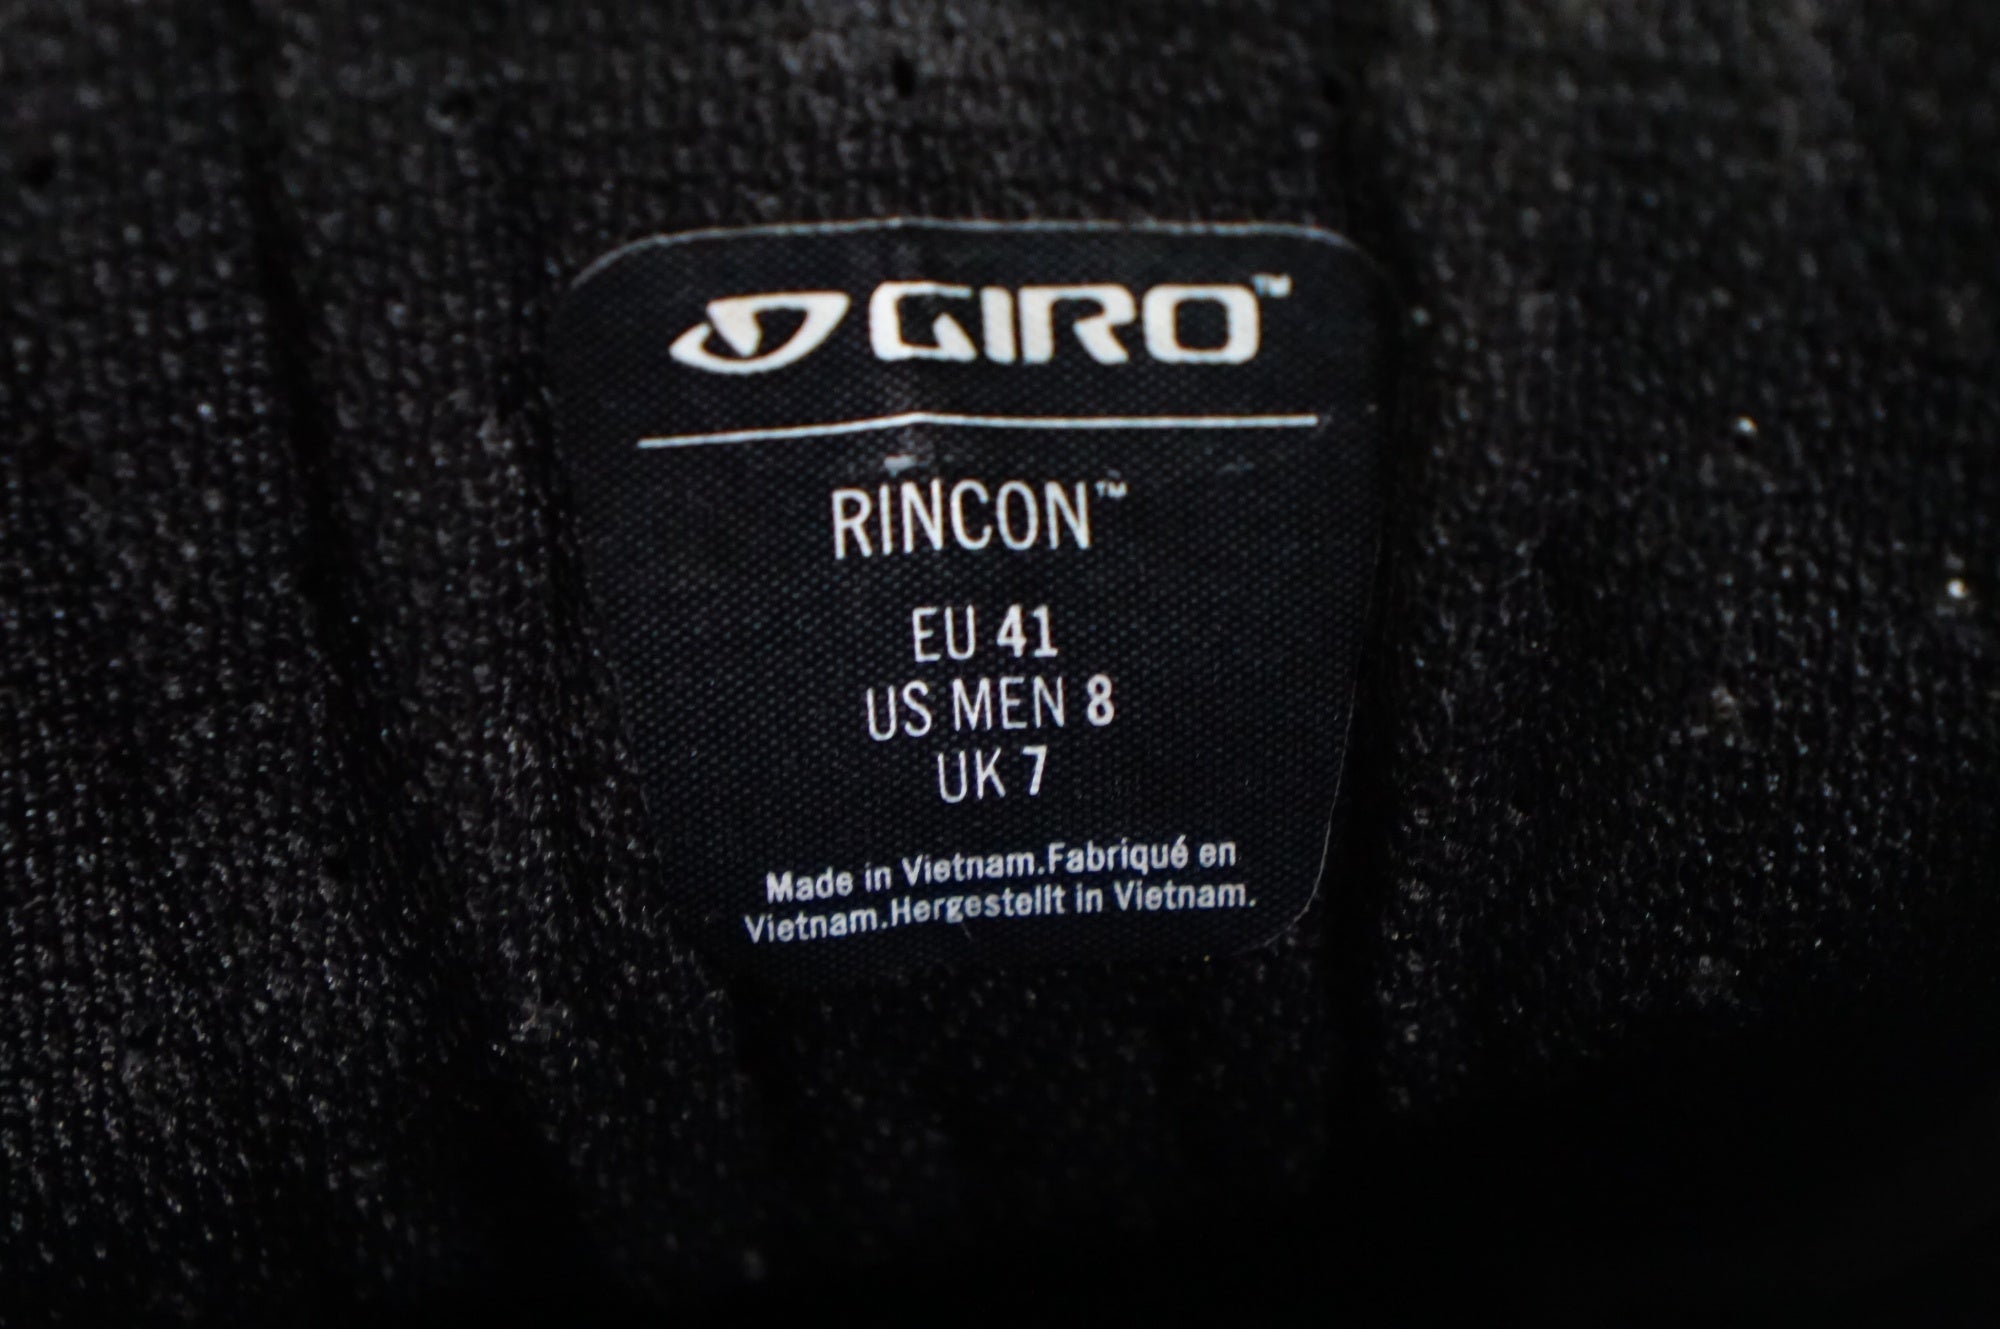 GIRO™
RINCON™
EU 41
US MEN 8
UK 7
Made in Vietnam.Fabriqué en
Vietnam.Hergestellt in Vietnam.